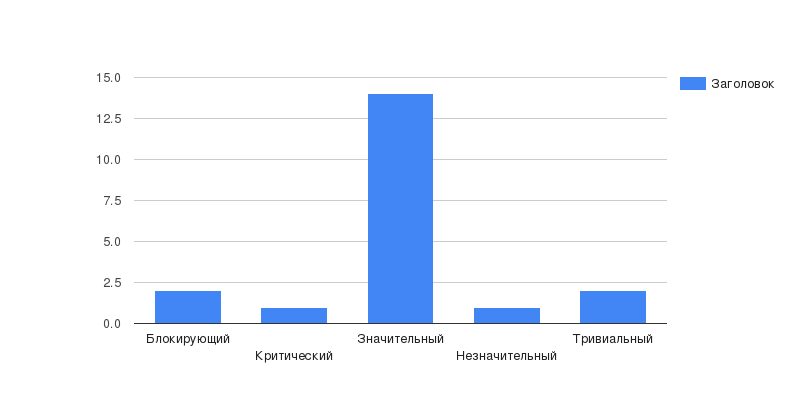 15.0
12.5
10.0
7.5
5.0
2.5
0.0
Заголовок
Блокирующий
Критический
Значительный
Незначительный
Тривиальный